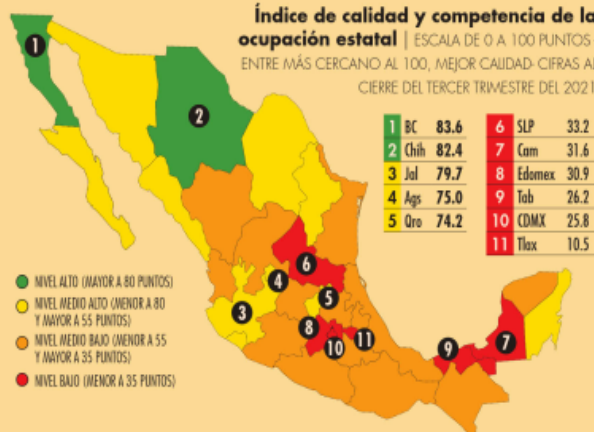 Índice de calidad y competencia de la
ocupación estatal | ESCALA DE 0 A 100 PUNTOS
ENTRE MÁS CERCANO AL 100, MEJOR CALIDAD- CIFRAS AL
CIERRE DEL TERCER TRIMESTRE DEL 2021
1 BC 83.6
2 Chih 82.4
3 Jal 79.7
4 Ags 75.0
5 Qro 74.2
6 SLP 33.2
7 Cam 31.6
8 Edomex 30.9
9 Tab 26.2
10 CDMX 25.8
11 Tlax 10.5
1
2
6
4
5
3
8
10
11
9
7
NIVEL ALTO (MAYOR A 80 PUNTOS)
NIVEL MEDIO ALTO (MENOR A 80
Y MAYOR A 55 PUNTOS)
NIVEL MEDIO BAJO (MENOR A 55
Y MAYOR A 35 PUNTOS)
NIVEL BAJO (MENOR A 35 PUNTOS)